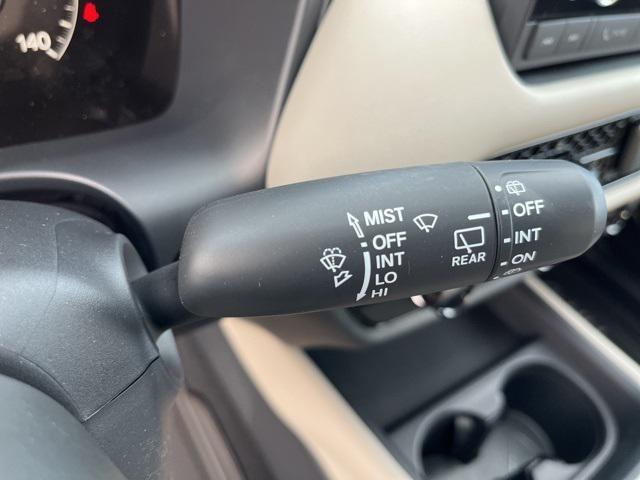 140
MIST
OFF
INT
LO
HI
REAR
OFF
INT
ON